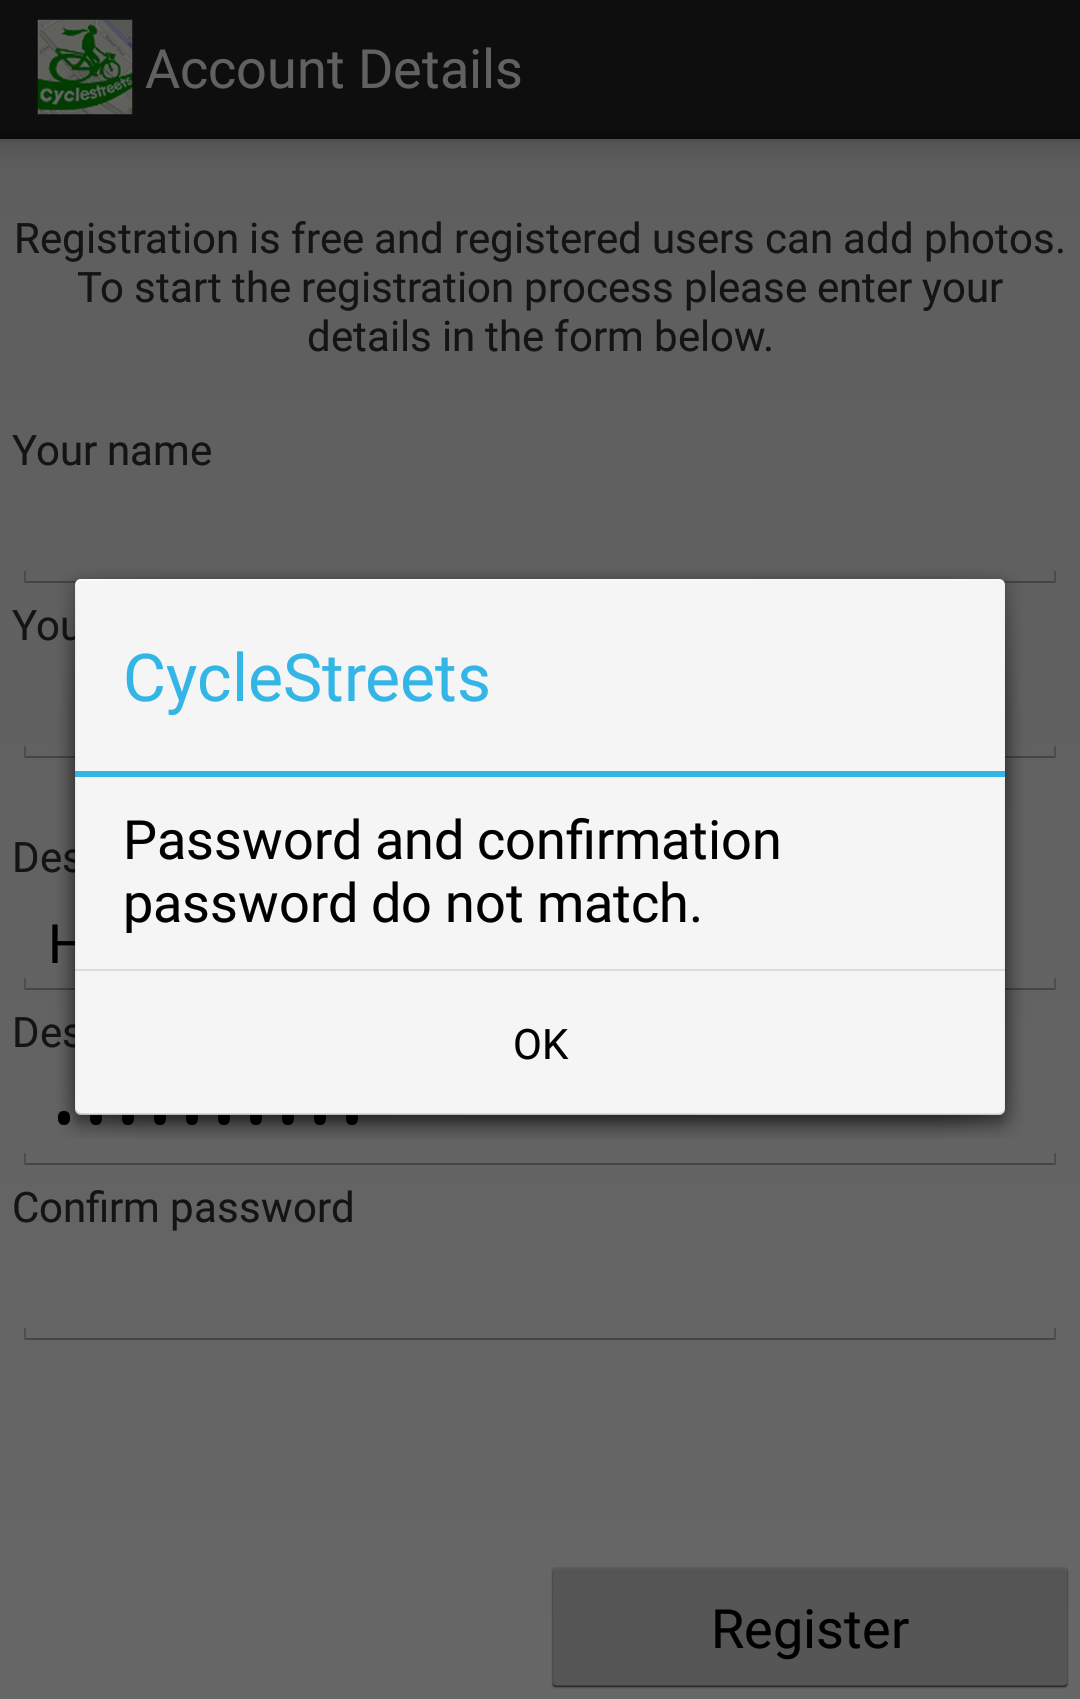 Cyclestreets
Account Details
Registration is free and registered users can add photos.
To start the registration process please enter your
details in the form below.
Your name
You
CycleStreets
Password and confirmation
password do not match.
OK
Des
H
Des
Confirm password
Register